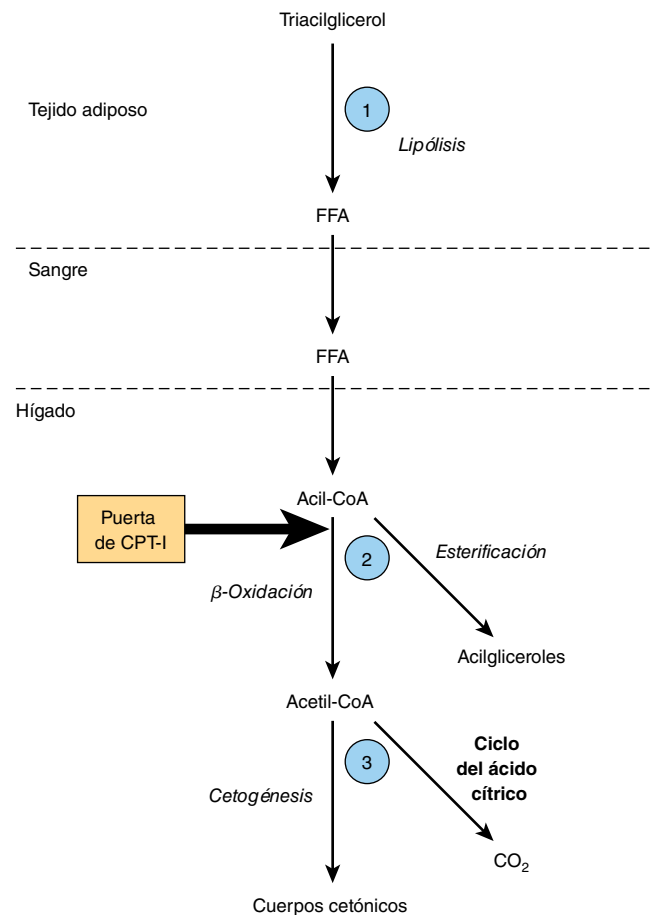 Triacilglicerol
Tejido adiposo
1
Lipólisis
FFA
Sangre
FFA
Hígado
Acil-CoA
Puerta
de CPT-I
2
Esterificación
β-Oxidación
Acilgliceroles
Acetil-CoA
3
Ciclo
del ácido
cítrico
Cetogénesis
CO₂
Cuerpos cetónicos